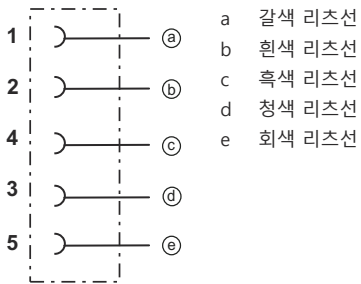 1 ⓐ
2 ⓑ
4 ⓒ
3 ⓓ
5 ⓔ
a 갈색 리츠선
b 흰색 리츠선
c 흑색 리츠선
d 청색 리츠선
e 회색 리츠선